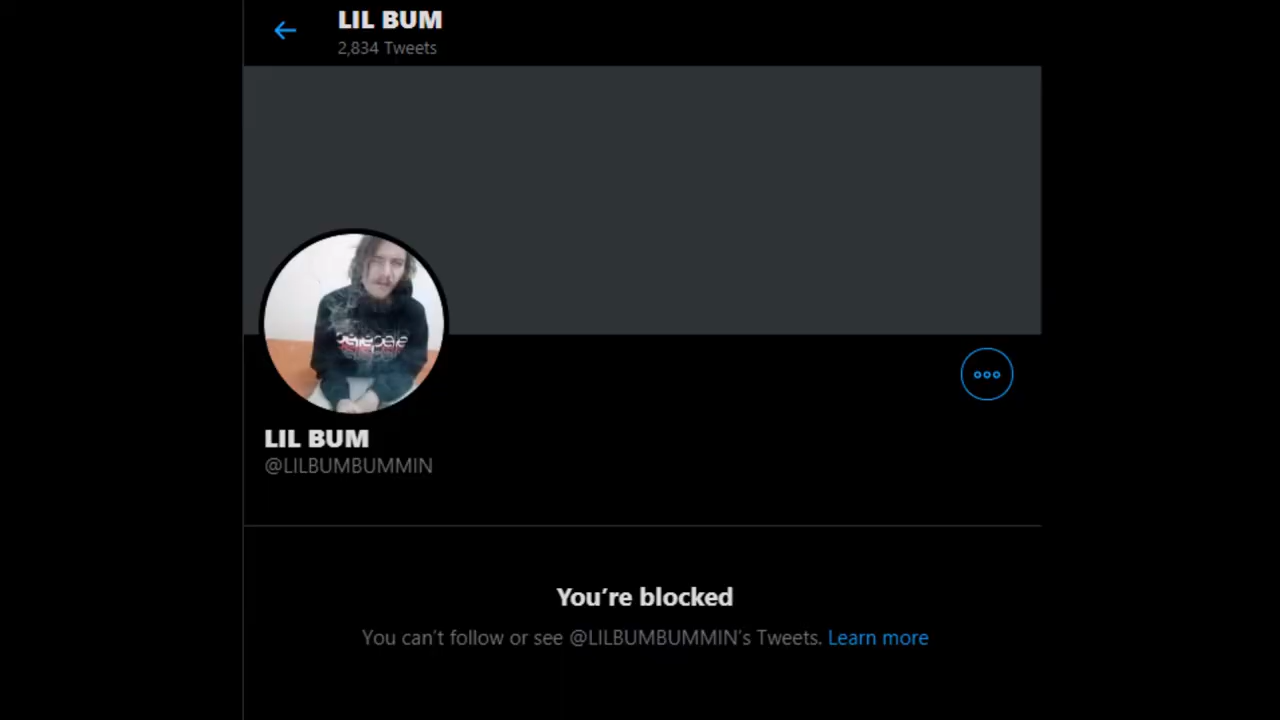 LIL BUM
2,834 Tweets
pellepelle
LIL BUM
@LILBUMBUMMIN
You're blocked
You can't follow or see @LILBUMBUMMIN's Tweets. Learn more